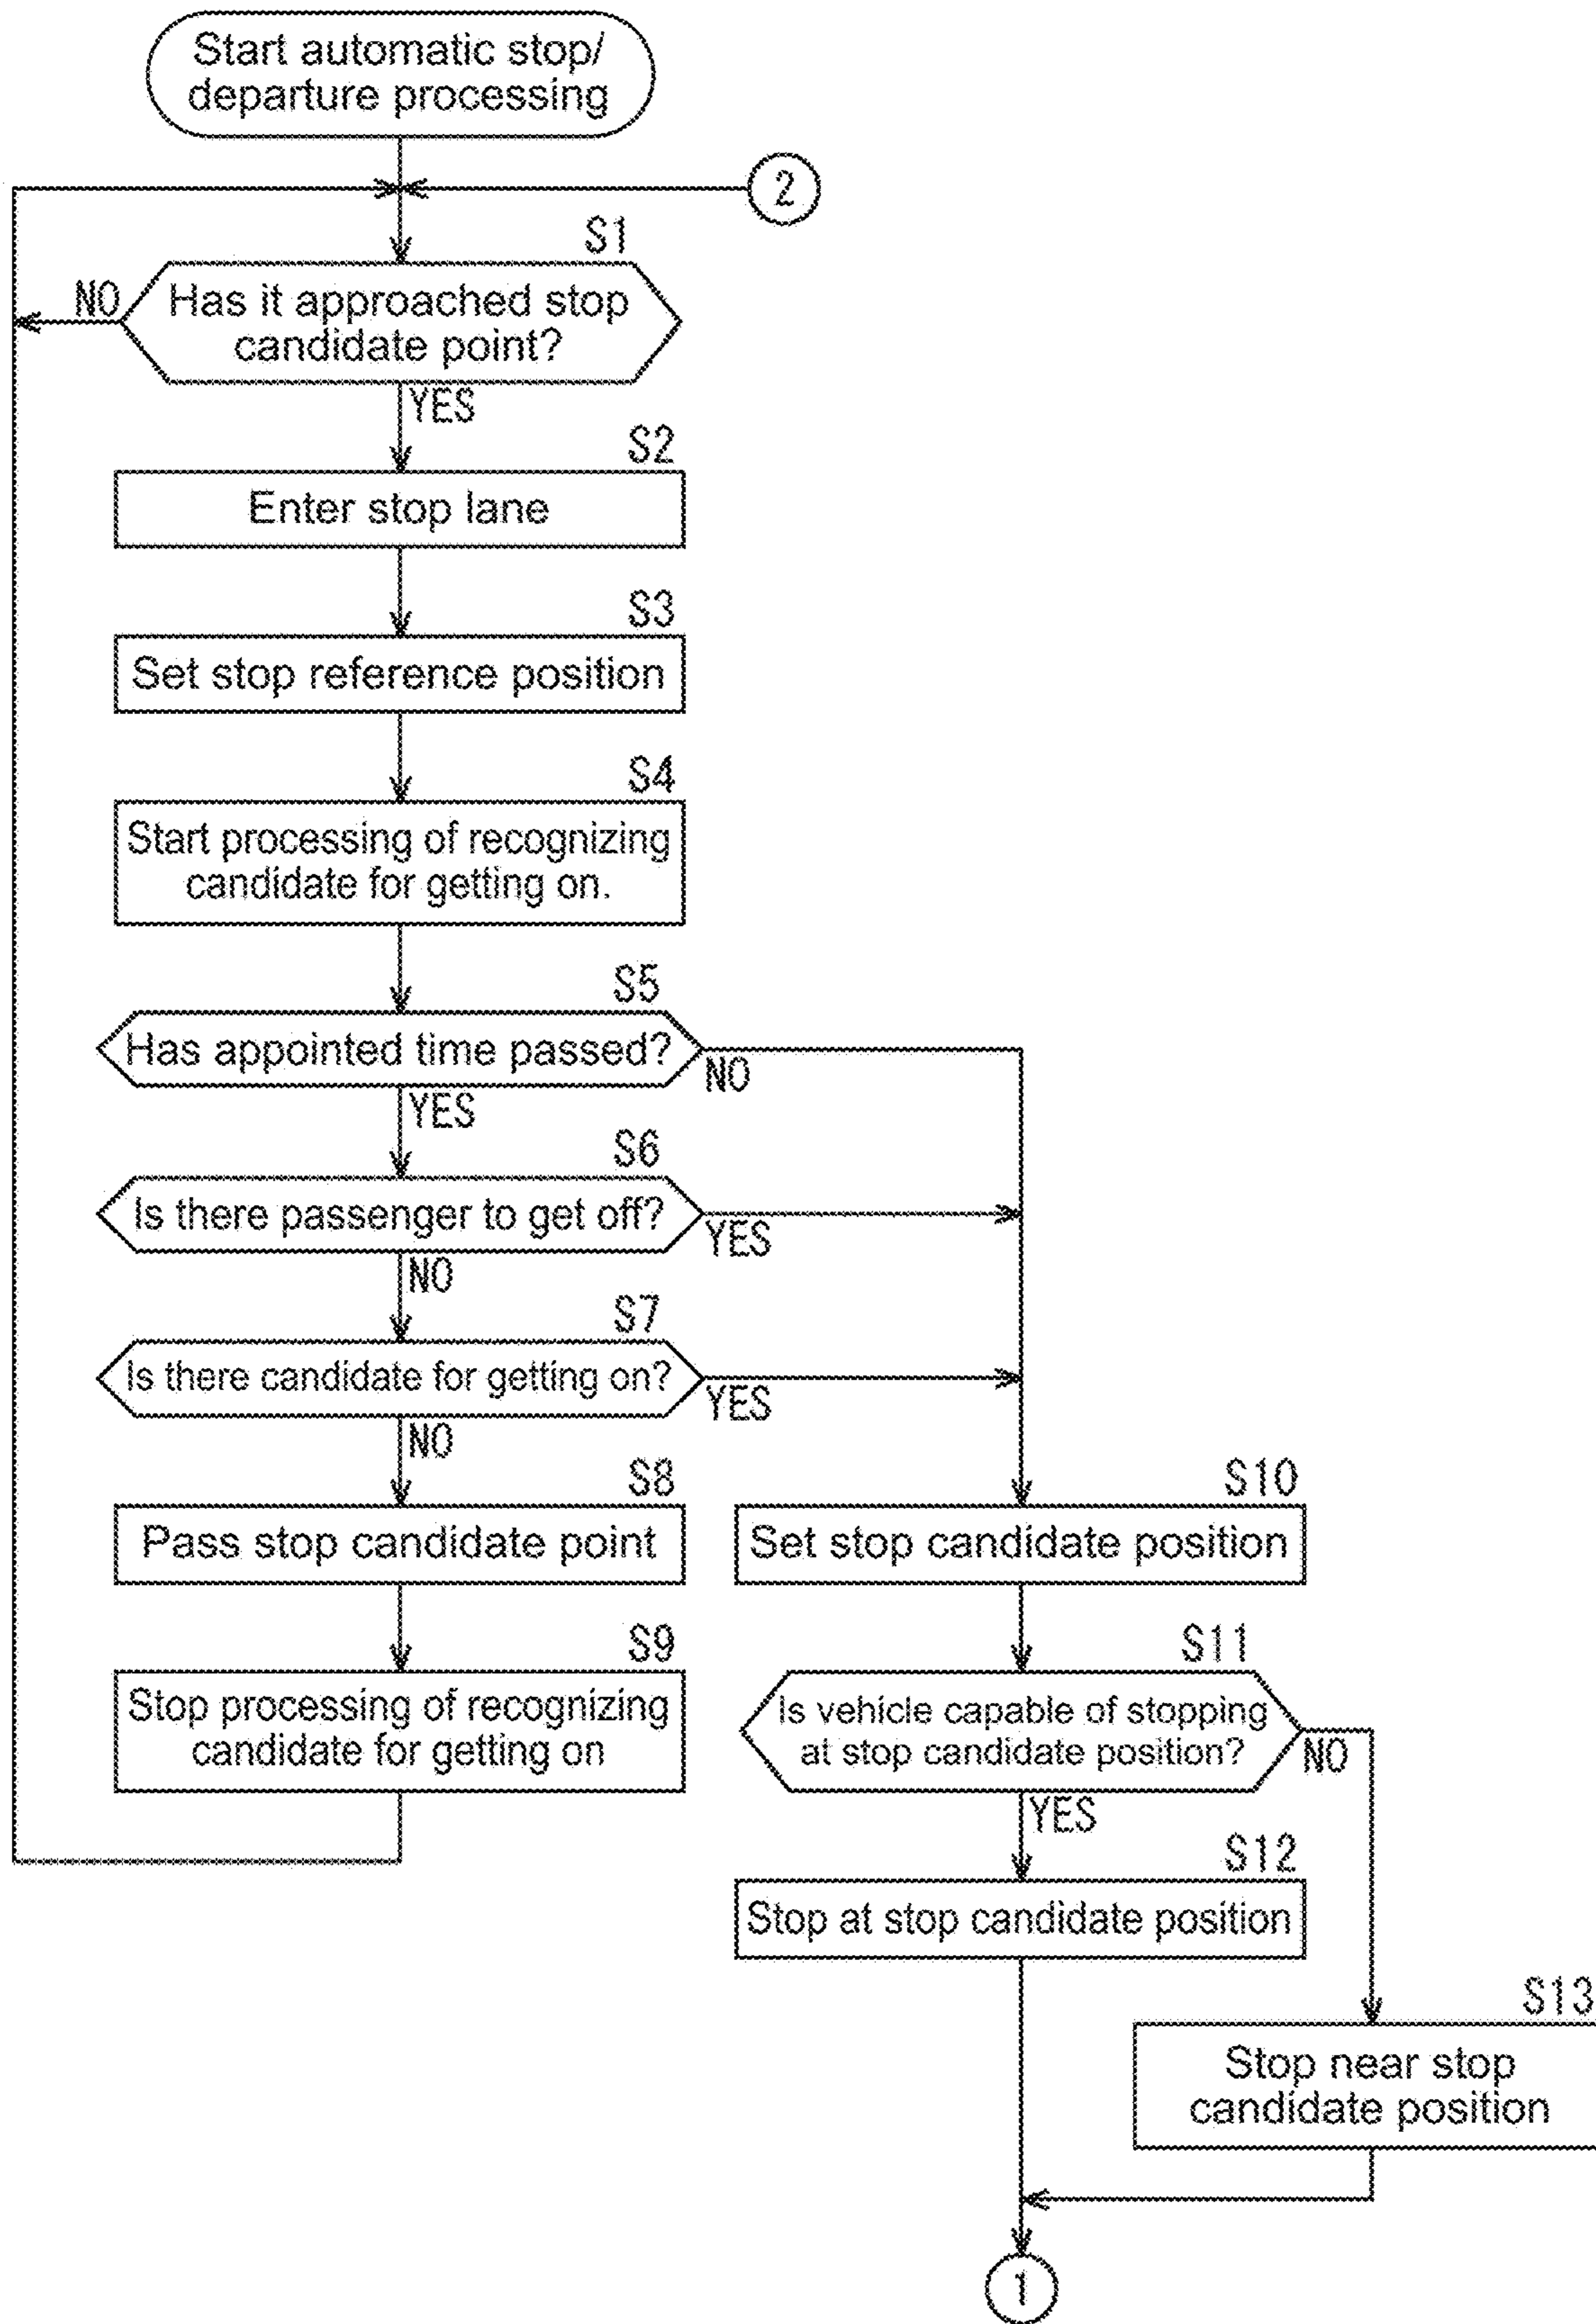 Start automatic stop/
departure processing
2
S1
NO
Has it approached stop
candidate point?
YES
S2
Enter stop lane
S3
Set stop reference position
S4
Start processing of recognizing
candidate for getting on.
S5
Has appointed time passed?
NO
YES
S6
Is there passenger to get off?
YES
NO
S7
Is there candidate for getting on?
YES
NO
S8
Pass stop candidate point
S9
Stop processing of recognizing
candidate for getting on
S10
Set stop candidate position
S11
Is vehicle capable of stopping
at stop candidate position?
NO
YES
S12
Stop at stop candidate position
S13
Stop near stop
candidate position
1